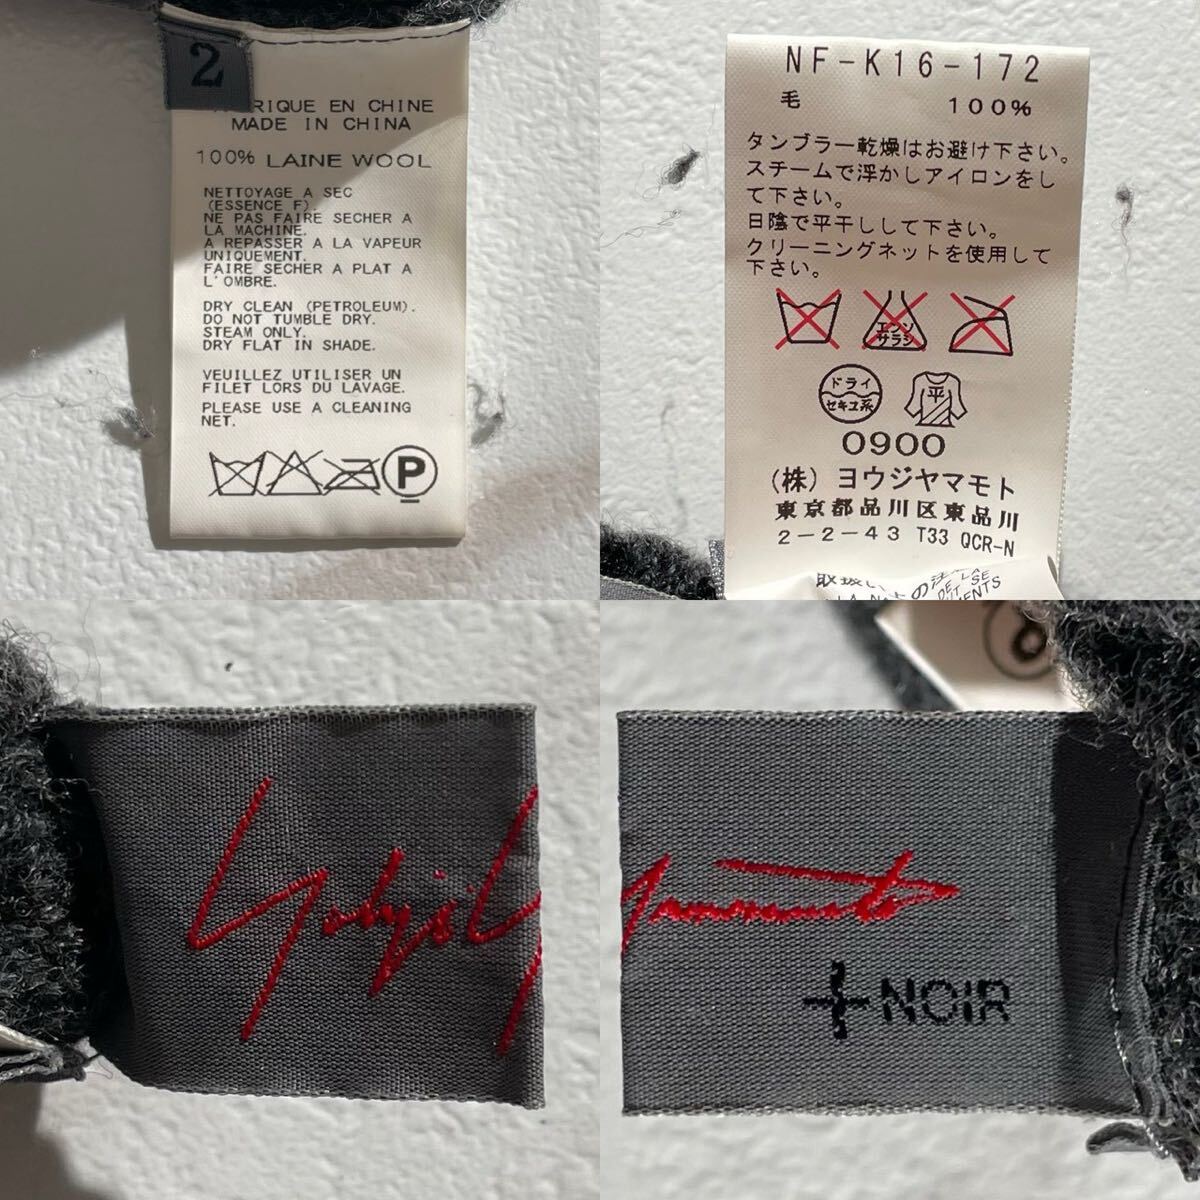 2
RIQUE EN CHINE
MADE IN CHINA
100% LAINE WOOL
NETTOYAGE A SEC
(ESSENCE F)
NE PAS FAIRE SECHER A
LA MACHINE.
A REPASSER A LA VAPEUR
UNIQUEMENT.
FAIRE SECHER A PLAT A
L'OMBRE.
DRY CLEAN (PETROLEUM).
DO NOT TUMBLE DRY.
STEAM ONLY.
DRY FLAT IN SHADE.
VEUILLEZ UTILISER UN
FILET LORS DU LAVAGE.
PLEASE USE A CLEANING
NET.
P
NF-K16-172
毛 100%
タンブラー乾燥はお避け下さい。
スチームで浮かしアイロンをし
て下さい。
日陰で平干しして下さい。
クリーニングネットを使用して
下さい。
エンソ
サラシ
ドライ
セキユ系
平
0900
(株) ヨウジヤマモト
東京都品川区東品川
2-2-43 T33 QCR-N
Yohji Y
Yamamoto
+NOIR